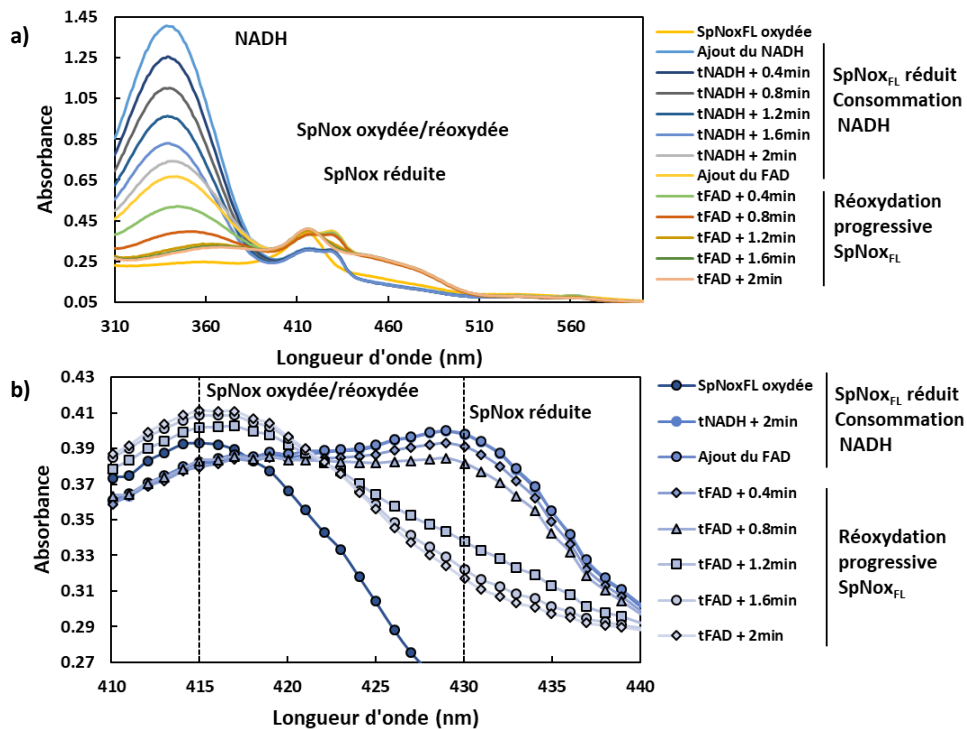 a)
1.45
1.25
1.05
0.85
0.65
0.45
0.25
0.05
Absorbance
310
360
410
460
510
560
Longueur d'onde (nm)
NADH
SpNox oxydée/réoxydée
SpNox réduite
SpNoxFL oxydée
Ajout du NADH
tNADH + 0.4min
tNADH + 0.8min
tNADH + 1.2min
tNADH + 1.6min
tNADH + 2min
Ajout du FAD
tFAD + 0.4min
tFAD + 0.8min
tFAD + 1.2min
tFAD + 1.6min
tFAD + 2min
SpNoxFL réduit
Consommation
NADH
Réoxydation
progressive
SpNoxFL
b)
0.43
0.41
0.39
0.37
0.35
0.33
0.31
0.29
0.27
Absorbance
410
415
420
425
430
435
440
Longueur d'onde (nm)
SpNox oxydée/réoxydée
SpNox réduite
SpNoxFL oxydée
tNADH + 2min
Ajout du FAD
tFAD + 0.4min
tFAD + 0.8min
tFAD + 1.2min
tFAD + 1.6min
tFAD + 2min
SpNoxFL réduit
Consommation
NADH
Réoxydation
progressive
SpNoxFL